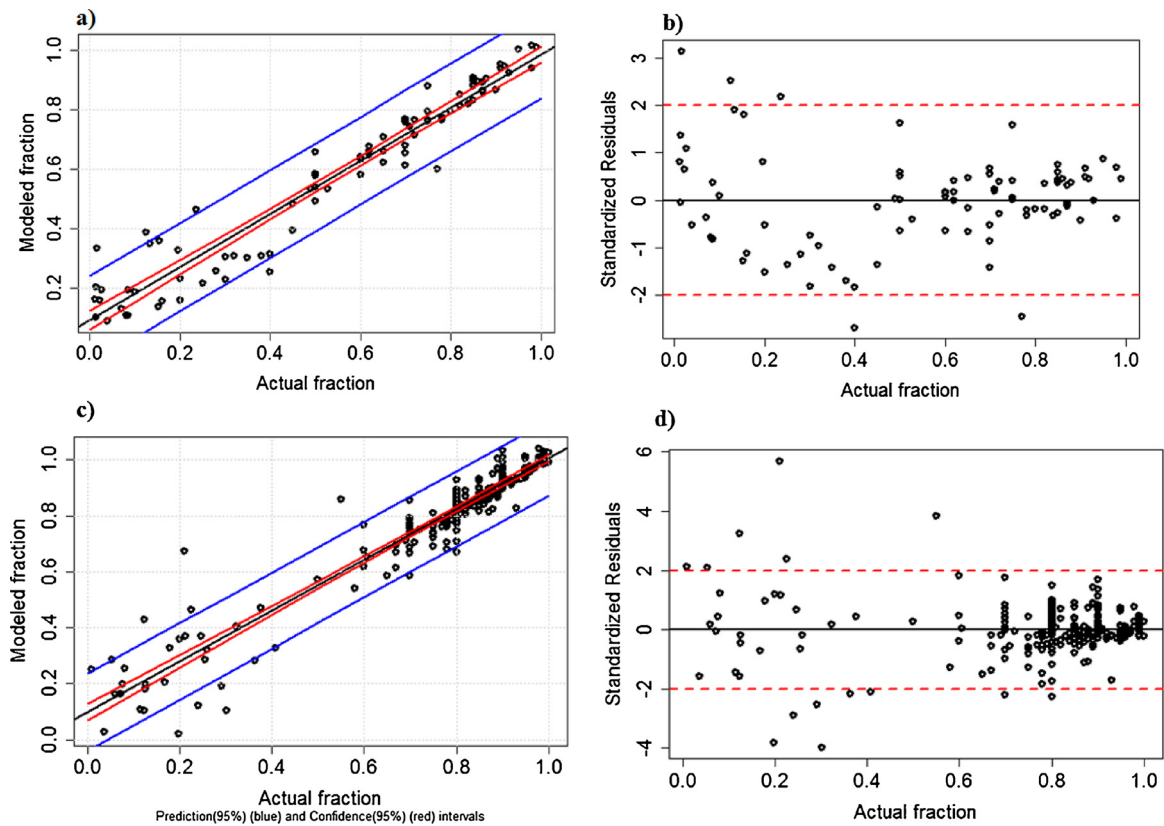 a)
Modeled fraction
1.0
0.8
0.6
0.4
0.2
0.0 0.2 0.4 0.6 0.8 1.0
Actual fraction
b)
Standardized Residuals
3
2
1
0
-1
-2
0.0 0.2 0.4 0.6 0.8 1.0
Actual fraction
c)
Modeled fraction
1.0
0.8
0.6
0.4
0.2
0.0
0.0 0.2 0.4 0.6 0.8 1.0
Actual fraction
Prediction(95%) (blue) and Confidence(95%) (red) intervals
d)
Standardized Residuals
6
4
2
0
-2
-4
0.0 0.2 0.4 0.6 0.8 1.0
Actual fraction